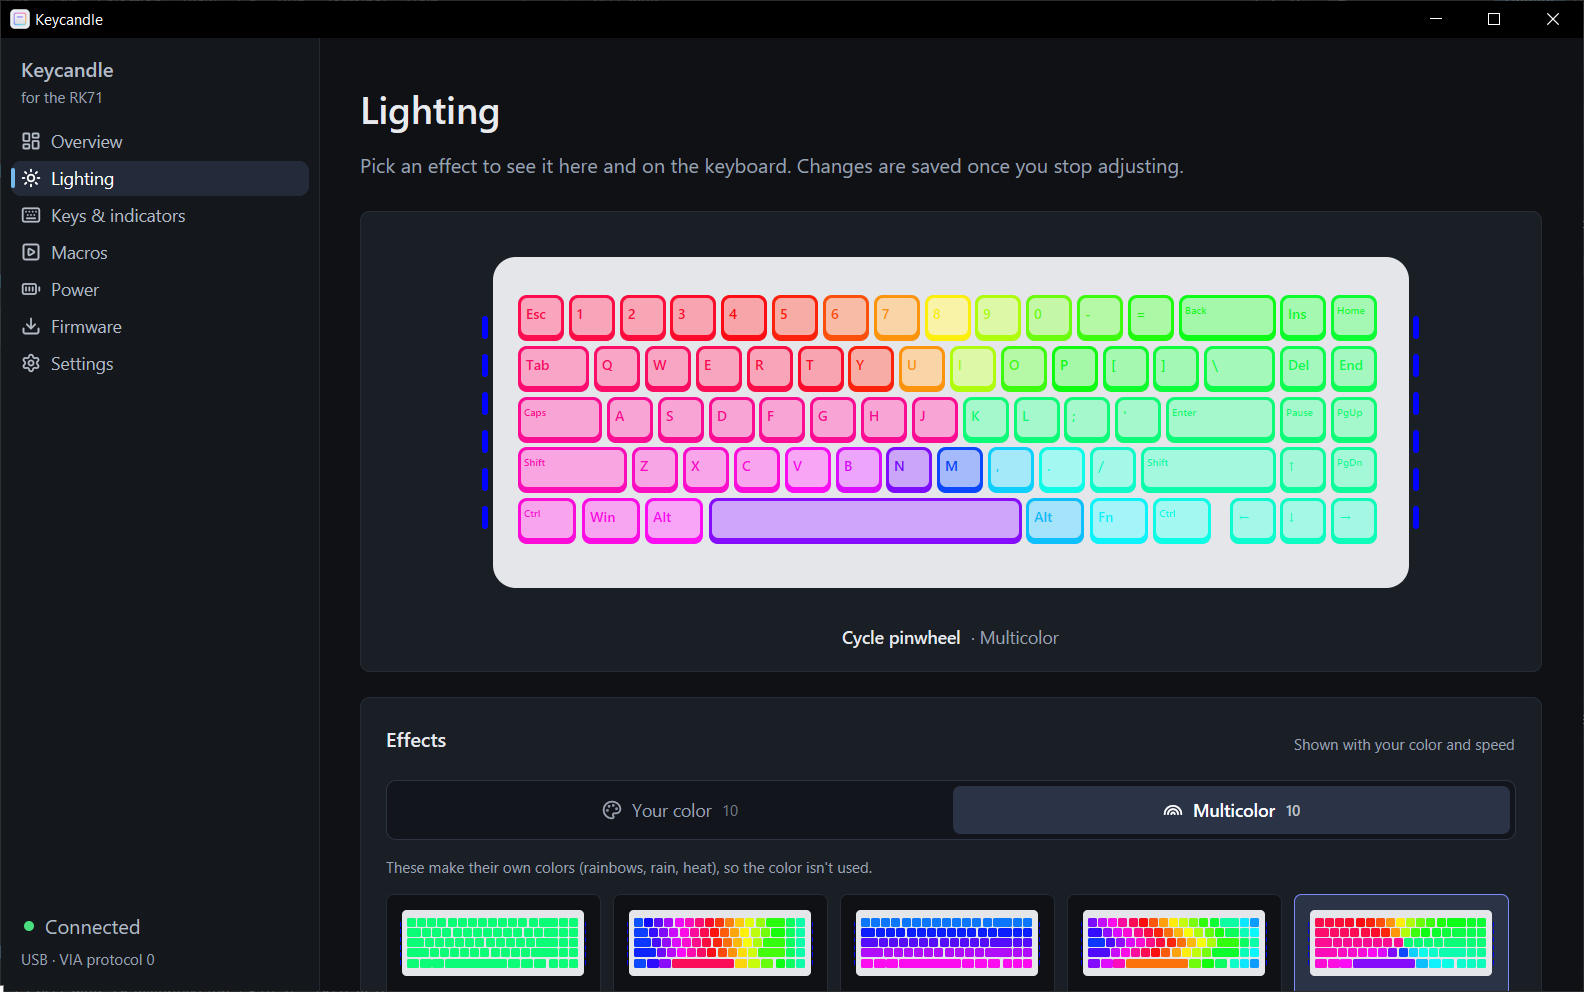 Keycandle
Keycandle
for the RK71
Overview
Lighting
Keys & indicators
Macros
Power
Firmware
Settings
Connected
USB · VIA protocol 0
Lighting
Pick an effect to see it here and on the keyboard. Changes are saved once you stop adjusting.
Esc 1 2 3 4 5 6 7 8 9 0 - = Back Ins Home
Tab Q W E R T Y U I O P [ ] \ Del End
Caps A S D F G H J K L ; ' Enter Pause PgUp
Shift Z X C V B N M , . / Shift ↑ PgDn
Ctrl Win Alt Alt Fn Ctrl ← ↓ →
Cycle pinwheel · Multicolor
Effects
Shown with your color and speed
Your color 10
Multicolor 10
These make their own colors (rainbows, rain, heat), so the color isn't used.